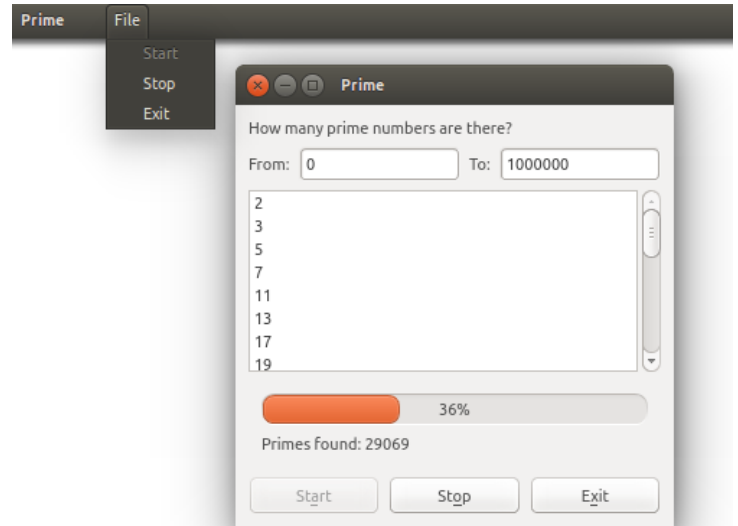 Prime File
Start
Stop
Exit
Prime
How many prime numbers are there?
From: 0 To: 1000000
2
3
5
7
11
13
17
19
36%
Primes found: 29069
Start Stop Exit